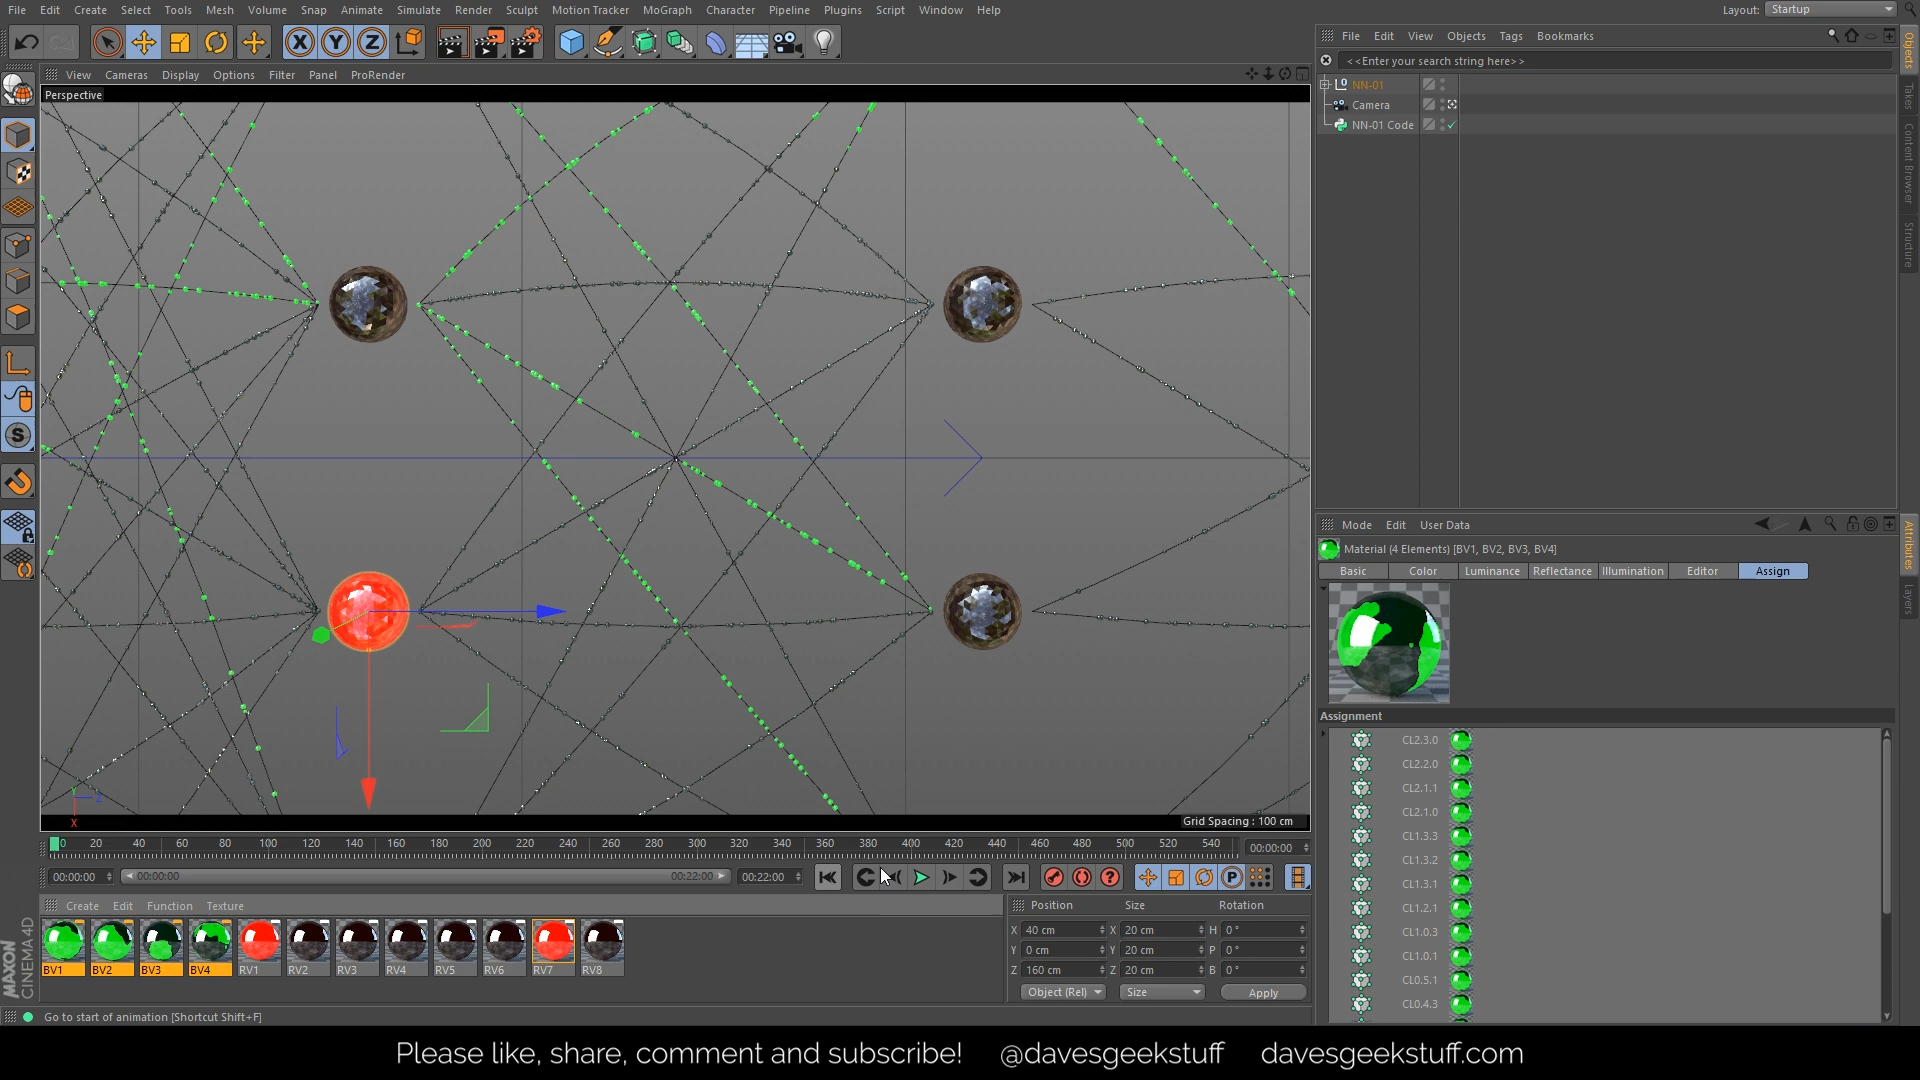 File Edit Create Select Tools Mesh Volume Snap Animate Simulate Render Sculpt Motion Tracker MoGraph Character Pipeline Plugins Script Window Help Layout: Startup
View Cameras Display Options Filter Panel ProRender
Perspective
File Edit View Objects Tags Bookmarks
<<Enter your search string here>>
NN-01
Camera
NN-01 Code
Objects
Takes
Content Browser
Structure
Mode Edit User Data
Material (4 Elements) [BV1, BV2, BV3, BV4]
Basic Color Luminance Reflectance Illumination Editor Assign
Assignment
CL2.3.0
CL2.2.0
CL2.1.1
CL2.1.0
CL1.3.3
CL1.3.2
CL1.3.1
CL1.2.1
CL1.0.3
CL1.0.1
CL0.5.1
CL0.4.3
Attributes
Layers
Y Z
X
Grid Spacing : 100 cm
0 20 40 60 80 100 120 140 160 180 200 220 240 260 280 300 320 340 360 380 400 420 440 460 480 500 520 540 00:00:00
00:00:00 00:00:00 00:22:00 00:22:00
Create Edit Function Texture
BV1 BV2 BV3 BV4 RV1 RV2 RV3 RV4 RV5 RV6 RV7 RV8
Position Size Rotation
X 40 cm X 20 cm H 0 °
Y 0 cm Y 20 cm P 0 °
Z 160 cm Z 20 cm B 0 °
Object (Rel) Size Apply
MAXON CINEMA 4D
Go to start of animation [Shortcut Shift+F]
Please like, share, comment and subscribe! @davesgeekstuff davesgeekstuff.com